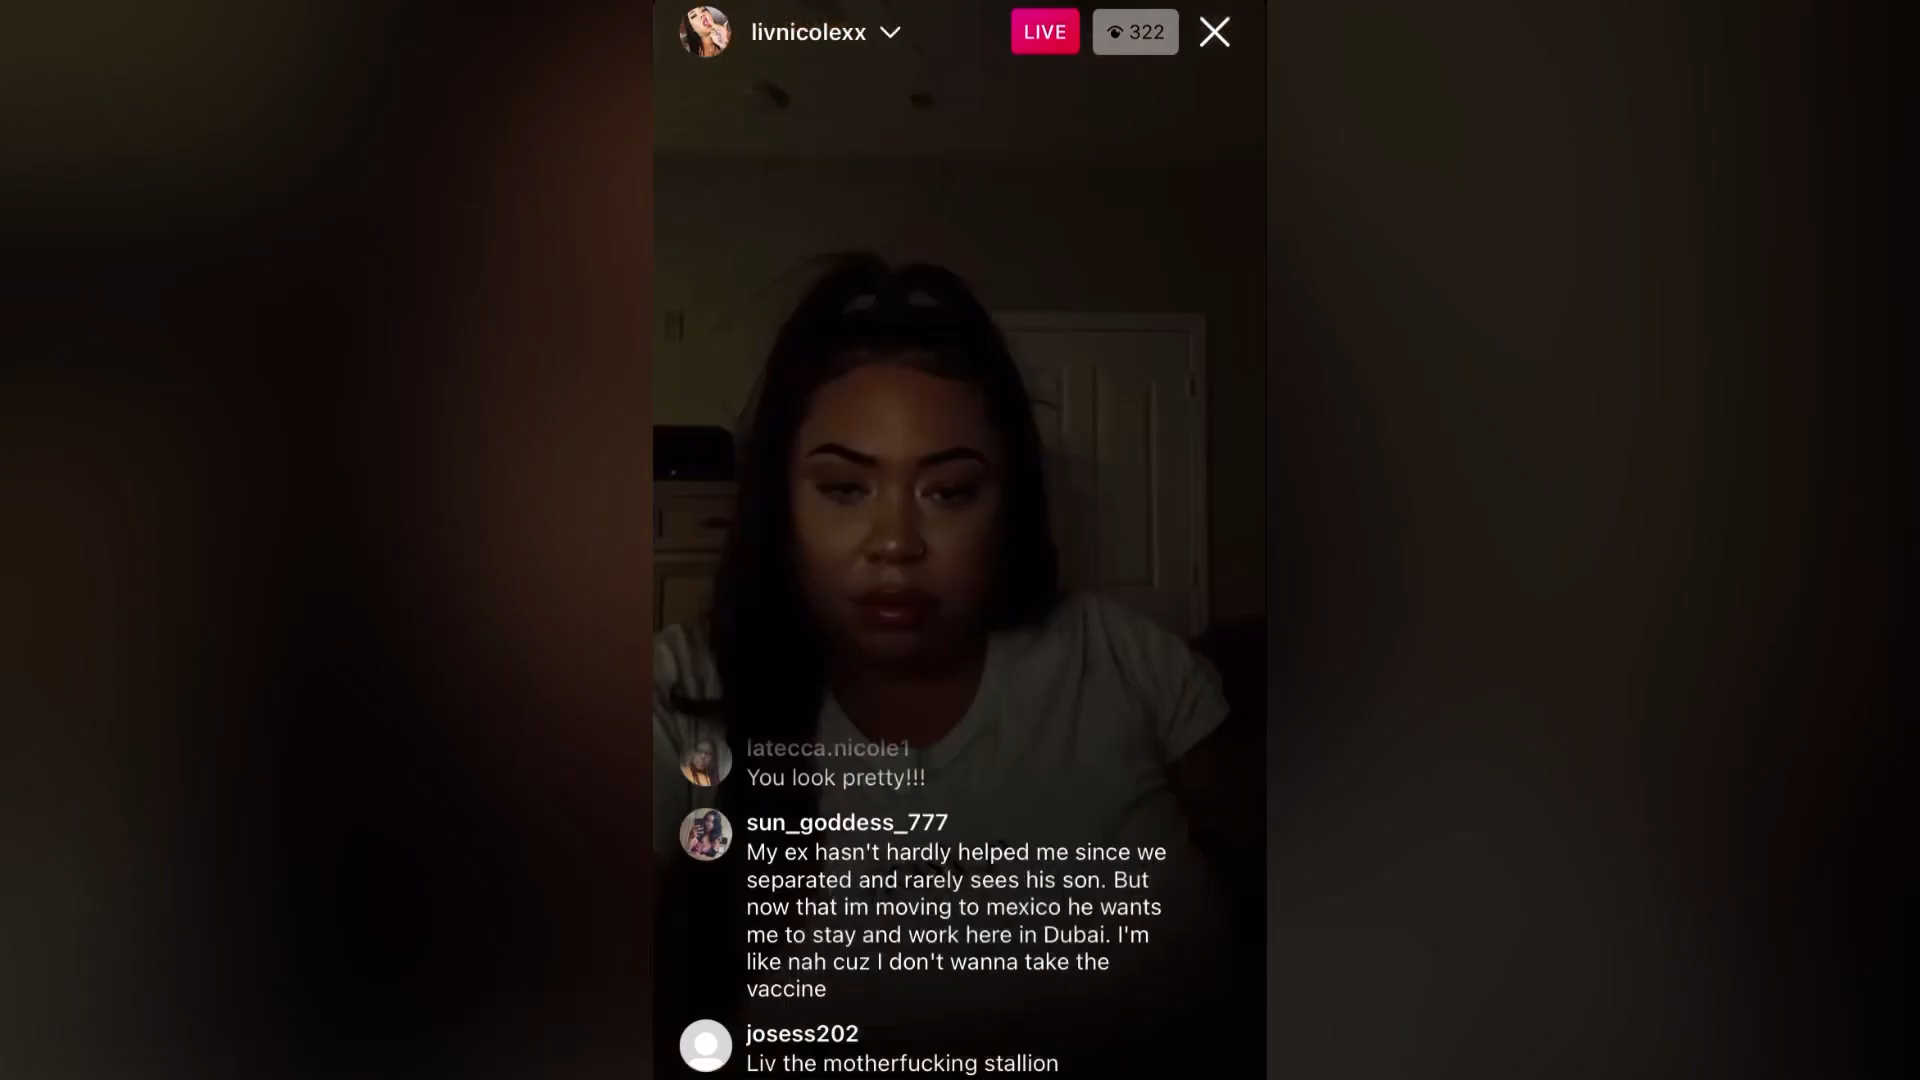 livnicolexx
LIVE
322
latecca.nicole1
You look pretty!!!
sun_goddess_777
My ex hasn't hardly helped me since we
separated and rarely sees his son. But
now that im moving to mexico he wants
me to stay and work here in Dubai. I'm
like nah cuz I don't wanna take the
vaccine
josess202
Liv the motherfucking stallion